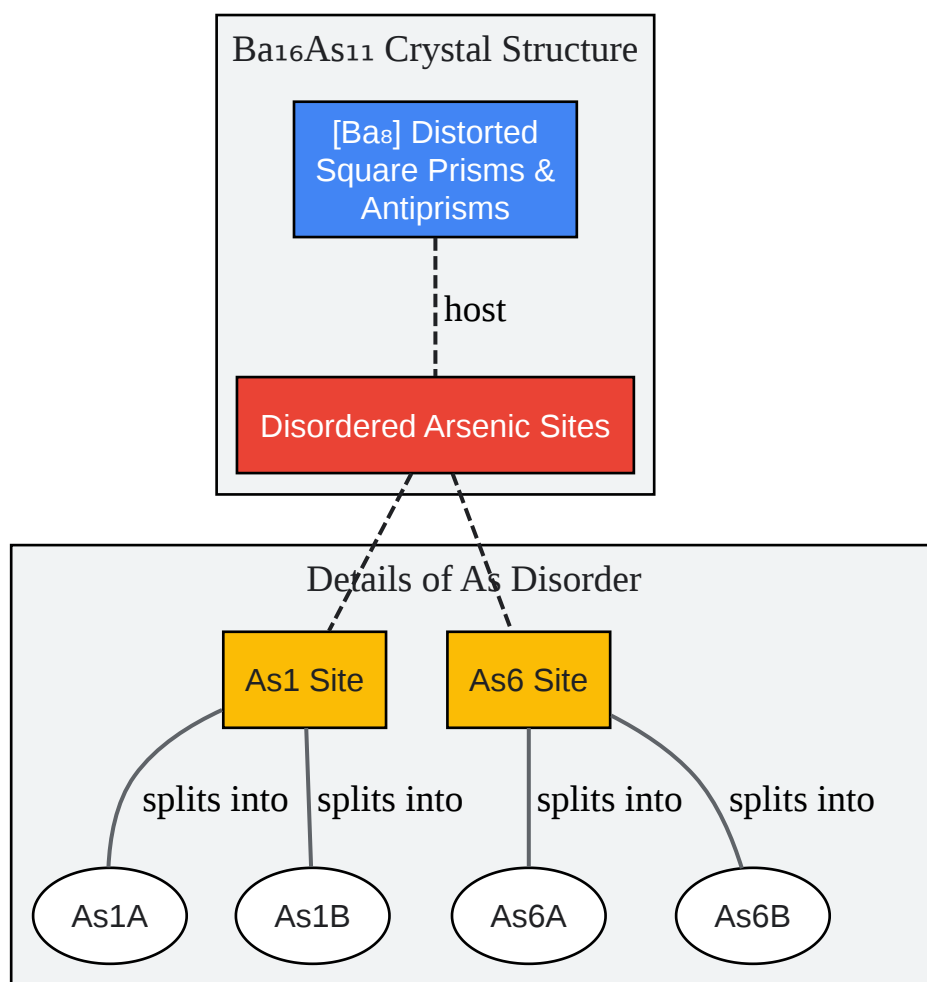 Ba₁₆As₁₁ Crystal Structure
[Ba₈] Distorted
Square Prisms &
Antiprisms
host
Disordered Arsenic Sites
Details of As Disorder
As1 Site
As6 Site
splits into
splits into
splits into
splits into
As1A
As1B
As6A
As6B